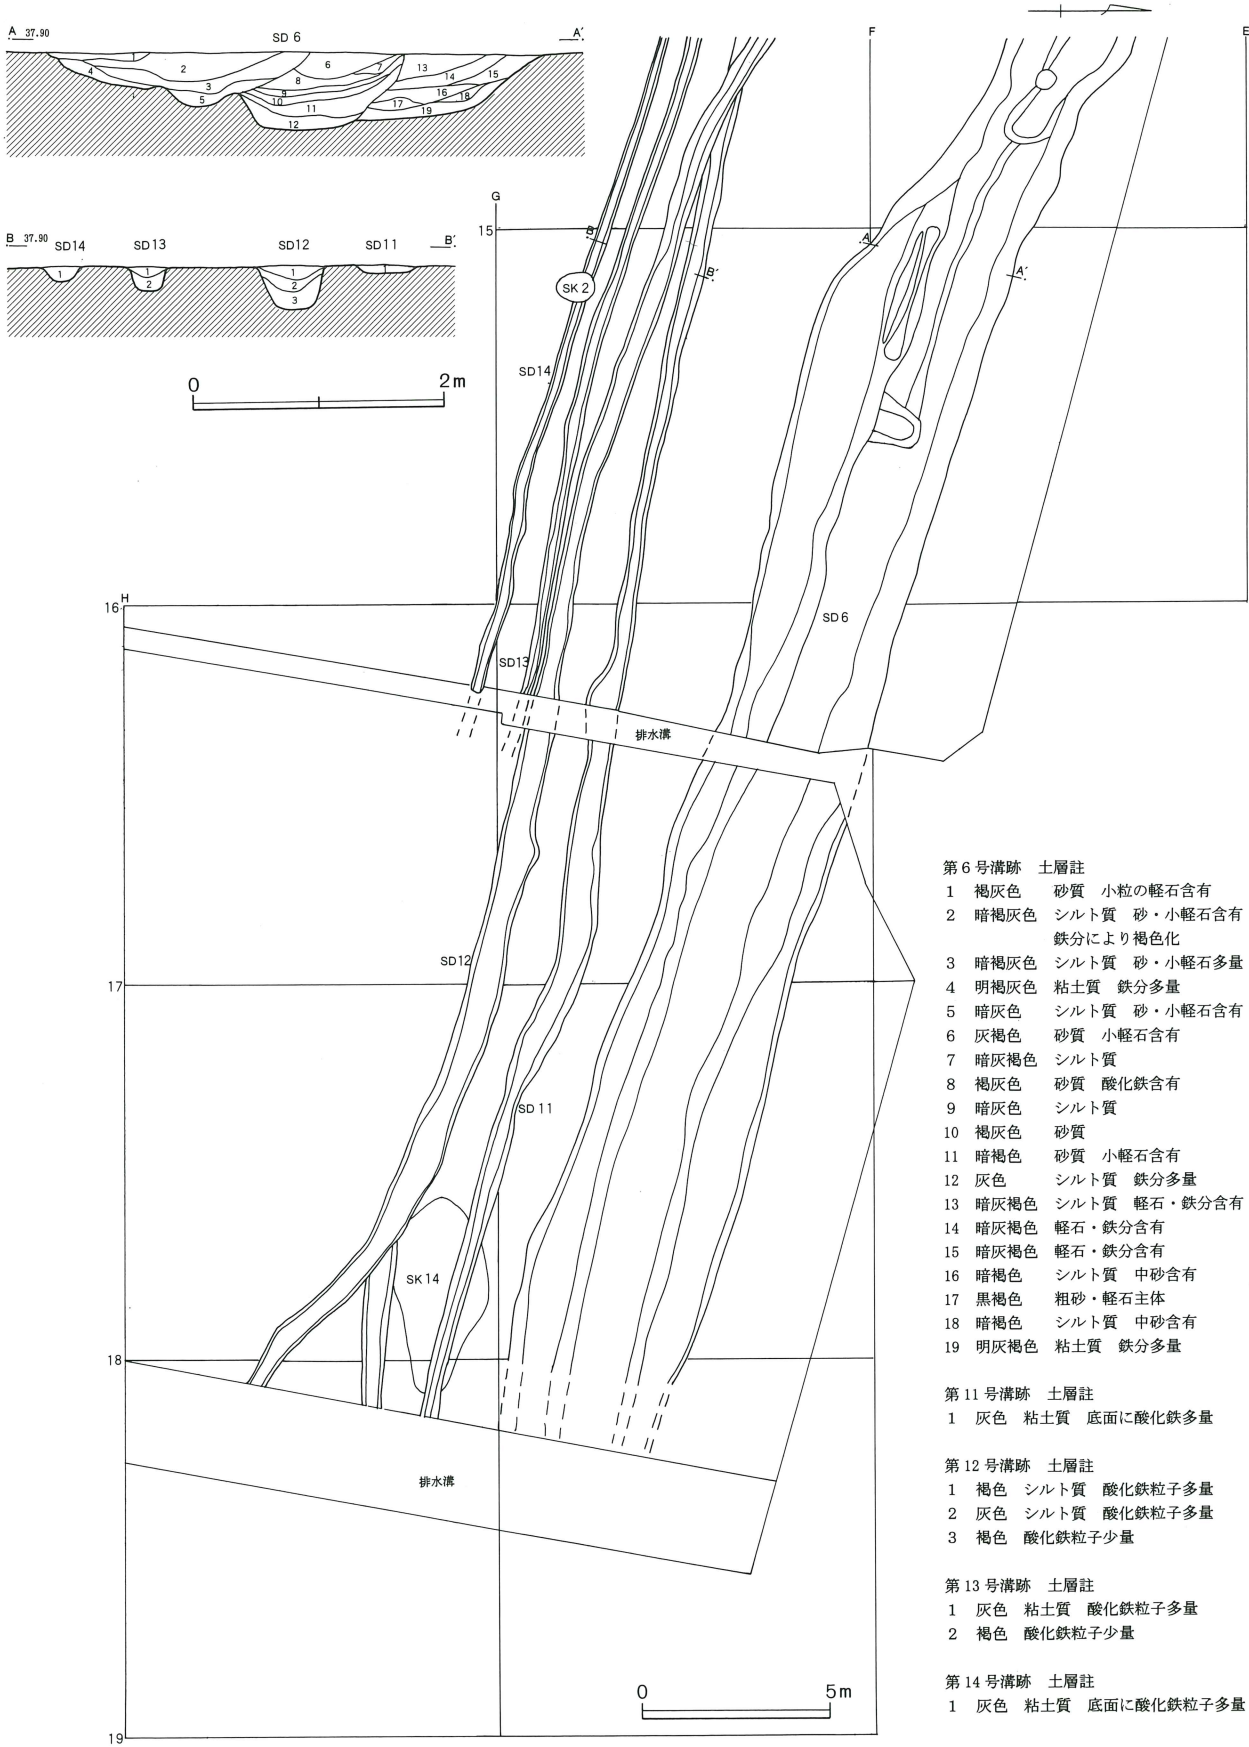 A 37.90 SD 6 A′
1 2 3 4 5 6 7 8 9 10 11 12 13 14 15 16 17 18 19
B 37.90 SD14 SD13 SD12 SD11 B′
1 1 2 1 2 3 1
0 2m
F E
G
15
B B′ A A′
SK 2
SD14
H
16
SD 6
SD13
排水溝
SD12
17
SD 11
SK 14
18
排水溝
0 5m
19
第6号溝跡 土層註
1 褐灰色 砂質 小粒の軽石含有
2 暗褐灰色 シルト質 砂・小軽石含有
鉄分により褐色化
3 暗褐灰色 シルト質 砂・小軽石多量
4 明褐灰色 粘土質 鉄分多量
5 暗灰色 シルト質 砂・小軽石含有
6 灰褐色 砂質 小軽石含有
7 暗灰褐色 シルト質
8 褐灰色 砂質 酸化鉄含有
9 暗灰色 シルト質
10 褐灰色 砂質
11 暗褐色 砂質 小軽石含有
12 灰色 シルト質 鉄分多量
13 暗灰褐色 シルト質 軽石・鉄分含有
14 暗灰褐色 軽石・鉄分含有
15 暗灰褐色 軽石・鉄分含有
16 暗褐色 シルト質 中砂含有
17 黒褐色 粗砂・軽石主体
18 暗褐色 シルト質 中砂含有
19 明灰褐色 粘土質 鉄分多量
第11号溝跡 土層註
1 灰色 粘土質 底面に酸化鉄多量
第12号溝跡 土層註
1 褐色 シルト質 酸化鉄粒子多量
2 灰色 シルト質 酸化鉄粒子多量
3 褐色 酸化鉄粒子少量
第13号溝跡 土層註
1 灰色 粘土質 酸化鉄粒子多量
2 褐色 酸化鉄粒子少量
第14号溝跡 土層註
1 灰色 粘土質 底面に酸化鉄粒子多量